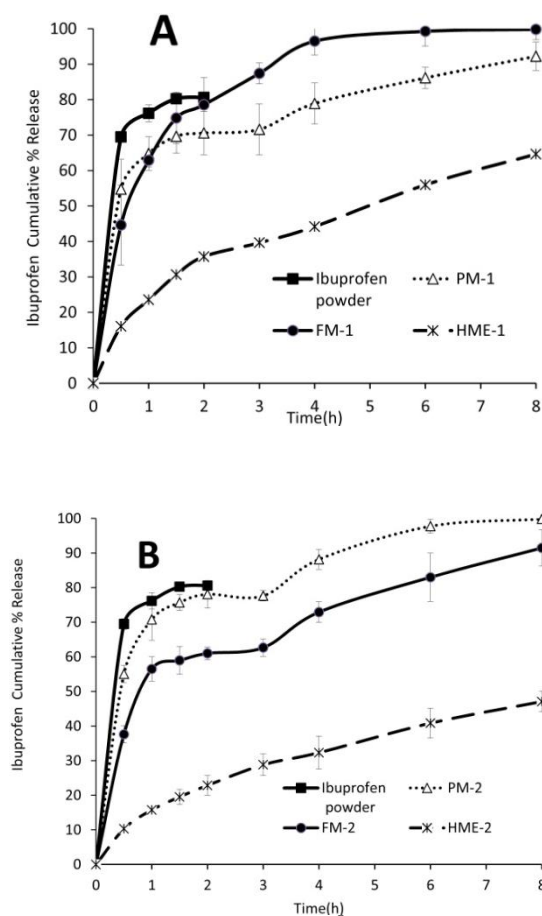 A
Ibuprofen Cumulative % Release
100
90
80
70
60
50
40
30
20
10
0
Ibuprofen powder
PM-1
FM-1
HME-1
0 1 2 3 4 5 6 7 8
Time(h)
B
Ibuprofen Cumulative % Release
100
90
80
70
60
50
40
30
20
10
0
Ibuprofen powder
PM-2
FM-2
HME-2
0 1 2 3 4 5 6 7 8
Time(h)